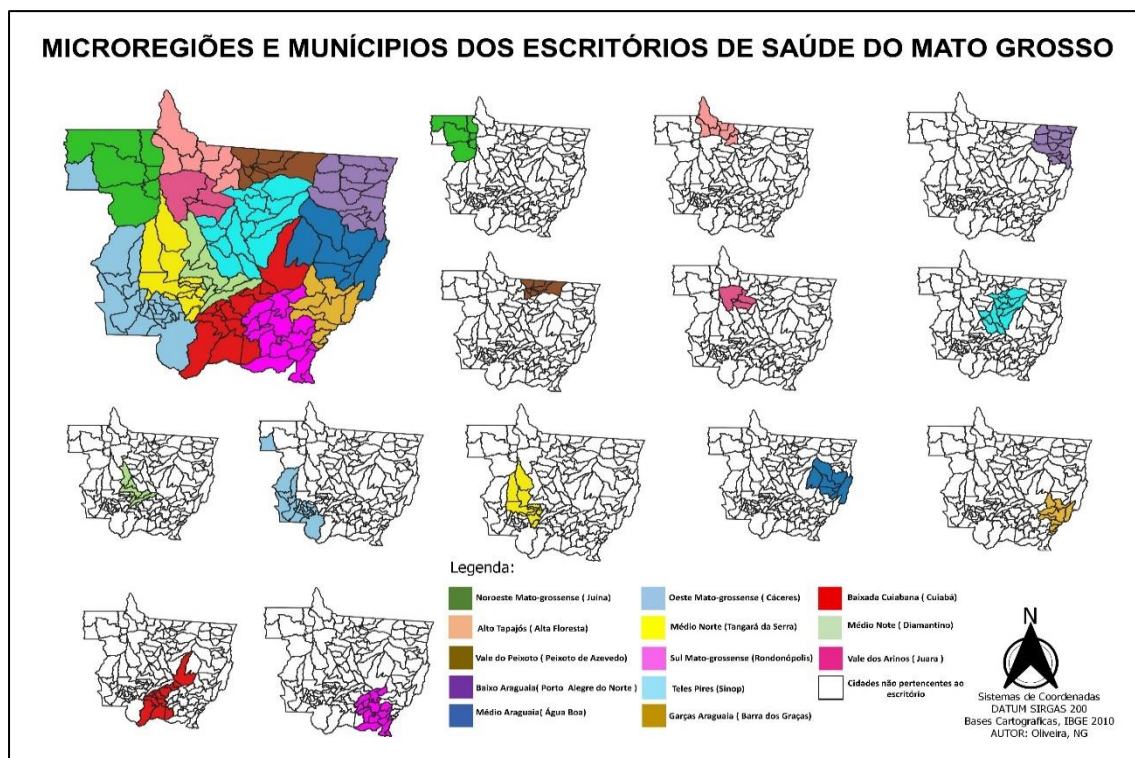 MICROREGIÕES E MUNÍCIPIOS DOS ESCRITÓRIOS DE SAÚDE DO MATO GROSSO
Legenda:
Noroeste Mato-grossense ( Juína)
Alto Tapajós ( Alta Floresta)
Vale do Peixoto ( Peixoto de Azevedo)
Baixo Araguaia( Porto Alegre do Norte )
Médio Araguaia( Água Boa)
Oeste Mato-grossense ( Cáceres)
Médio Norte (Tangará da Serra)
Sul Mato-grossense (Rondonópolis)
Teles Pires (Sinop)
Garças Araguaia ( Barra dos Graças)
Baixada Cuiabana ( Cuiabá)
Médio Note ( Diamantino)
Vale dos Arinos ( Juara)
Cidades não pertencentes ao
escritório
N
Sistemas de Coordenadas
DATUM SIRGAS 200
Bases Cartograficas, IBGE 2010
AUTOR: Oliveira, NG